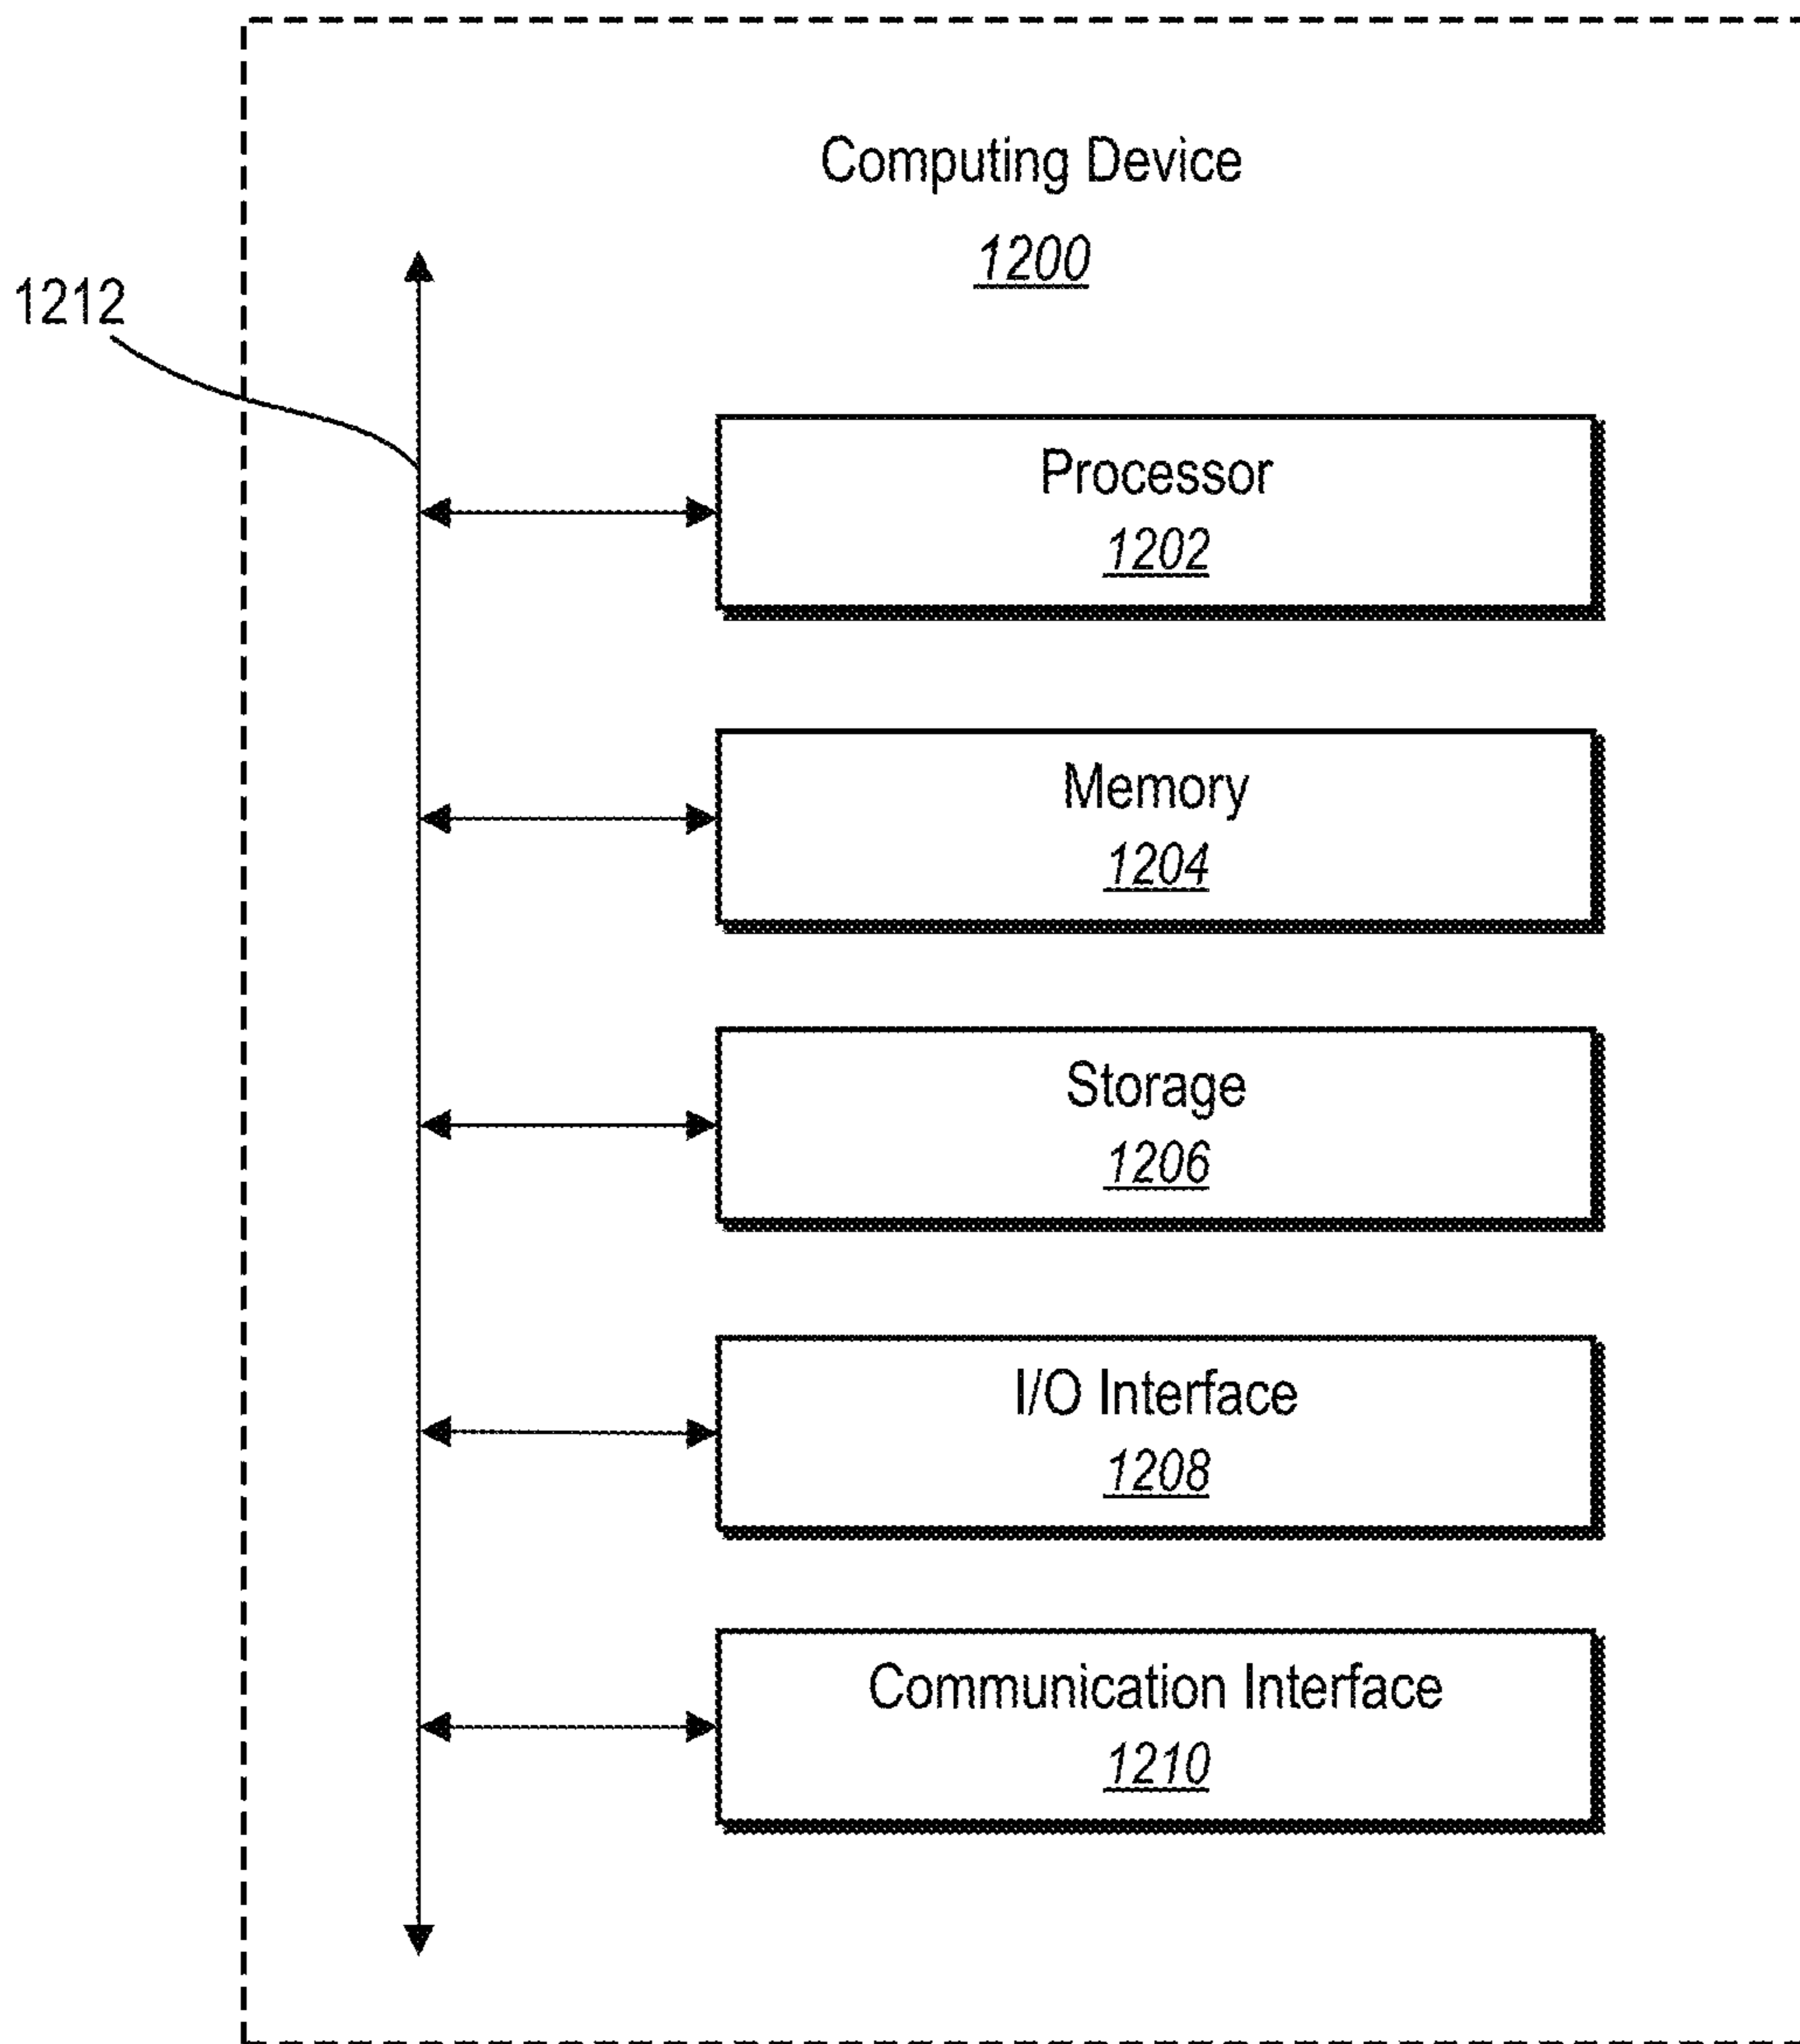 Computing Device
1200
1212
Processor
1202
Memory
1204
Storage
1206
I/O Interface
1208
Communication Interface
1210